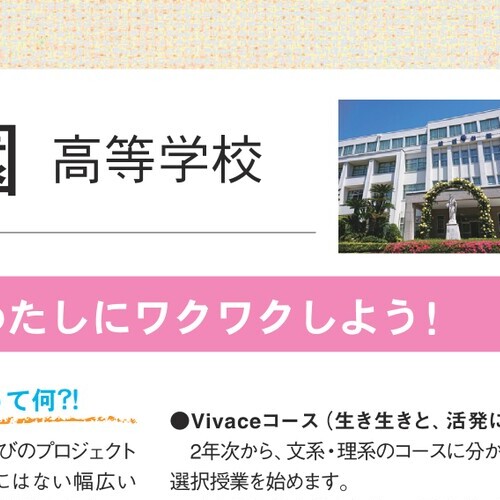 園 高等学校
わたしにワクワクしよう!
って何?!
びのプロジェクト
にはない幅広い
●Vivaceコース（生き生きと、活発に
2年次から、文系・理系のコースに分か
選択授業を始めます。